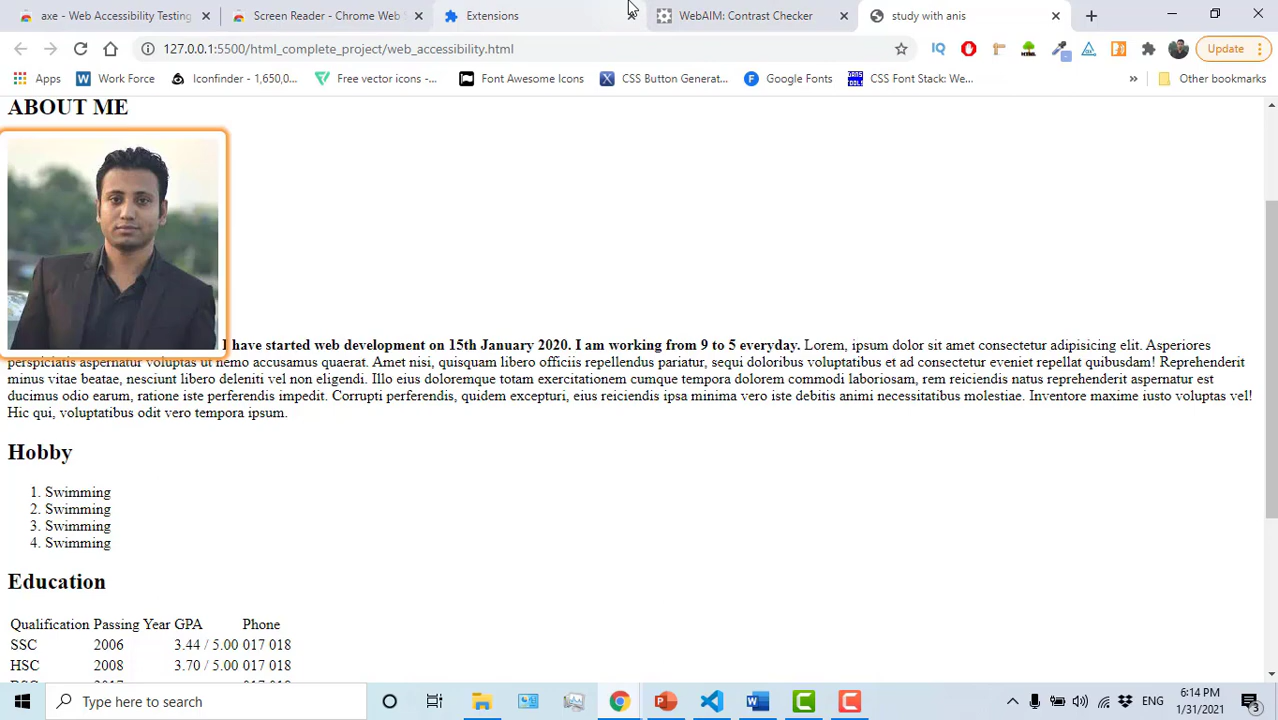 axe - Web Accessibility Testing
Screen Reader - Chrome Web
Extensions
WebAIM: Contrast Checker
study with anis
127.0.0.1:5500/html_complete_project/web_accessibility.html
IQ
Update
Apps
Work Force
Iconfinder - 1,650,0...
Free vector icons -...
Font Awesome Icons
CSS Button Generat...
Google Fonts
CSS Font Stack: We...
»
Other bookmarks
ABOUT ME
I have started web development on 15th January 2020. I am working from 9 to 5 everyday. Lorem, ipsum dolor sit amet consectetur adipisicing elit. Asperiores
perspiciatis aspernatur voluptas ut nemo accusamus quaerat. Amet nisi, quisquam libero officiis repellendus pariatur, sequi doloribus voluptatibus et ad consectetur eveniet repellat quibusdam! Reprehenderit
minus vitae beatae, nesciunt libero deleniti vel non eligendi. Illo eius doloremque totam exercitationem cumque tempora dolorem commodi laboriosam, rem reiciendis natus reprehenderit aspernatur est
ducimus odio earum, ratione iste perferendis impedit. Corrupti perferendis, quidem excepturi, eius reiciendis ipsa minima vero iste debitis animi necessitatibus molestiae. Inventore maxime iusto voluptas vel!
Hic qui, voluptatibus odit vero tempora ipsum.
Hobby
1. Swimming
2. Swimming
3. Swimming
4. Swimming
Education
Qualification Passing Year GPA Phone
SSC 2006 3.44 / 5.00 017 018
HSC 2008 3.70 / 5.00 017 018
Type here to search
ENG
6:14 PM
1/31/2021
3